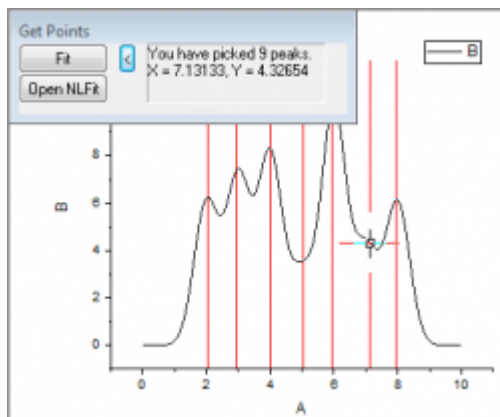 Get Points
Fit
<
You have picked 9 peaks.
X = 7.13133, Y = 4.32654
Open NLFit
B
8
6
4
2
0
B
0 2 4 6 8 10
A